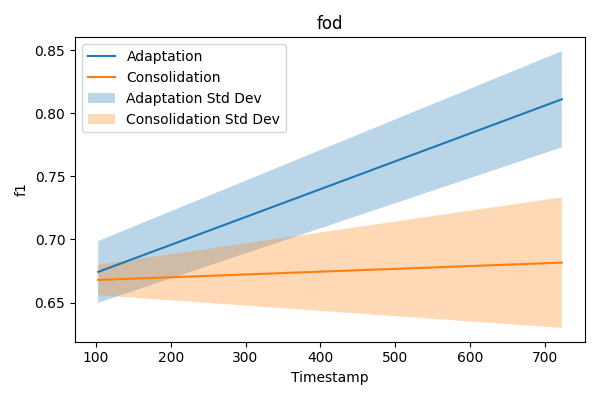 fod
Adaptation
Consolidation
Adaptation Std Dev
Consolidation Std Dev
f1
0.85
0.80
0.75
0.70
0.65
100 200 300 400 500 600 700
Timestamp